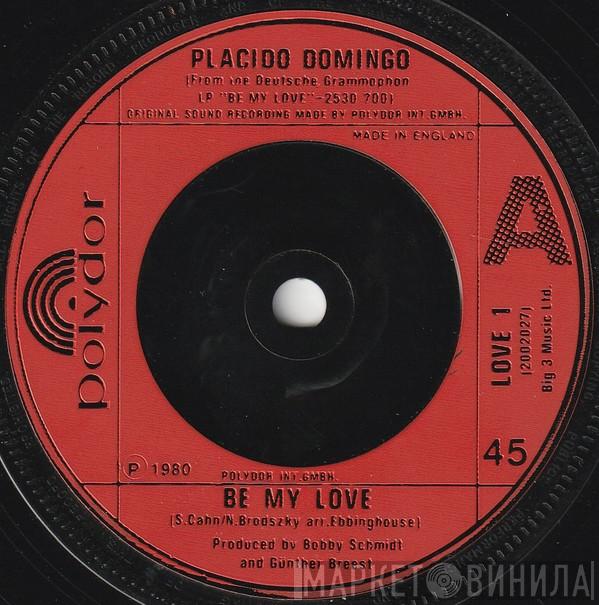 PLACIDO DOMINGO
(From the Deutsche Grammophon
LP "BE MY LOVE"-2530 700)
ORIGINAL SOUND RECORDING MADE BY POLYDOR INT.GMBH.
MADE IN ENGLAND
polydor
A
LOVE 1
(2002027)
Big 3 Music Ltd.
45
P 1980
POLYDOR INT.GMBH.
BE MY LOVE
(S.Cahn/N.Brodszky arr.Ebbinghouse)
Produced by Bobby Schmidt
and Günther Breest
МАРКЕТ ВИНИЛА